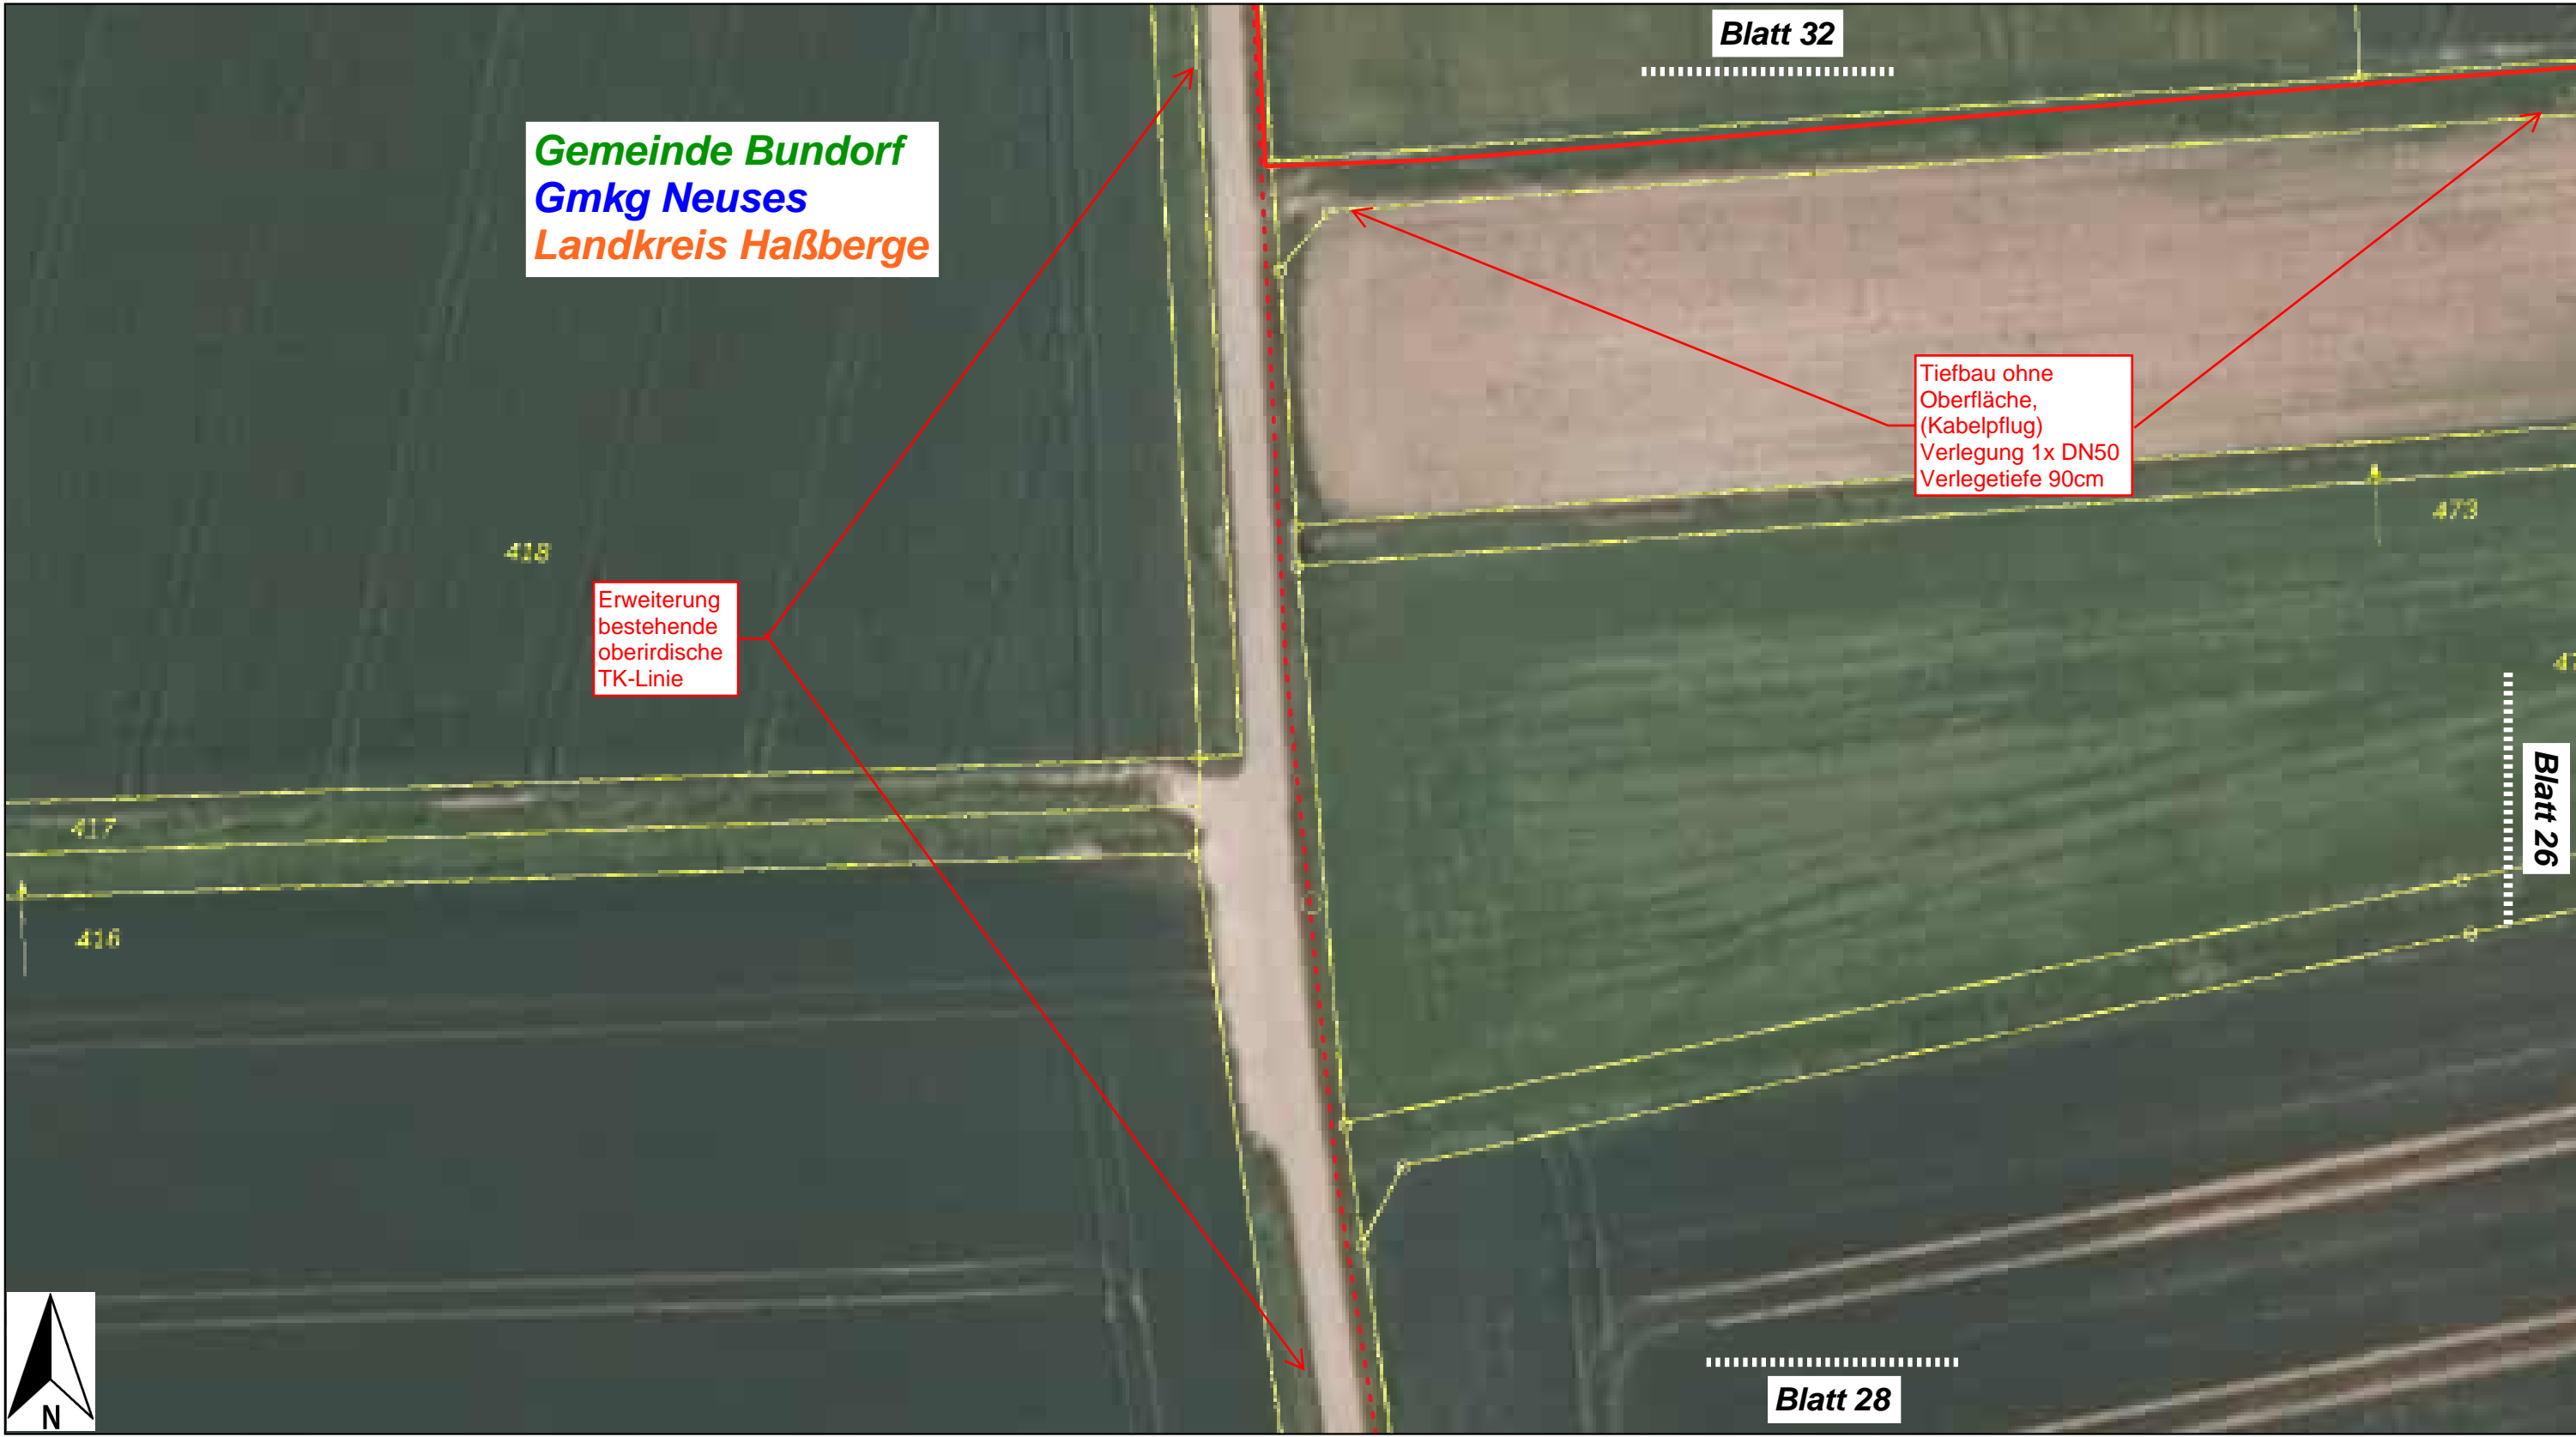 Blatt 32
Gemeinde Bundorf
Gmkg Neuses
Landkreis Haßberge
Tiefbau ohne
Oberfläche,
(Kabelpflug)
Verlegung 1x DN50
Verlegetiefe 90cm
473
418
Erweiterung
bestehende
oberirdische
TK-Linie
Blatt 26
417
416
Blatt 28
N